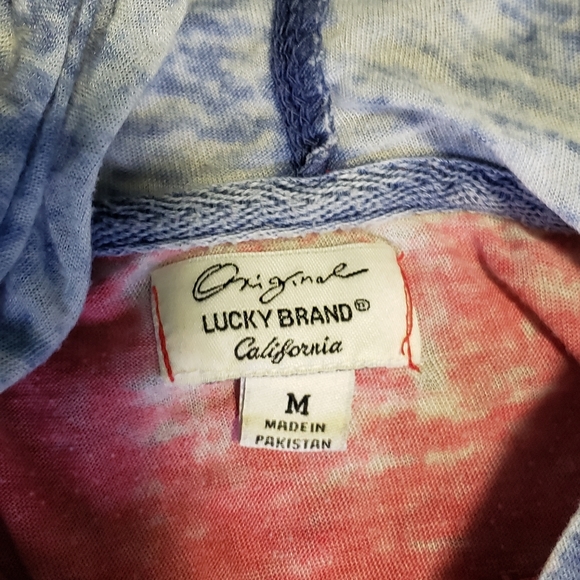 Original
LUCKY BRAND®
California
M
MADE IN
PAKISTAN